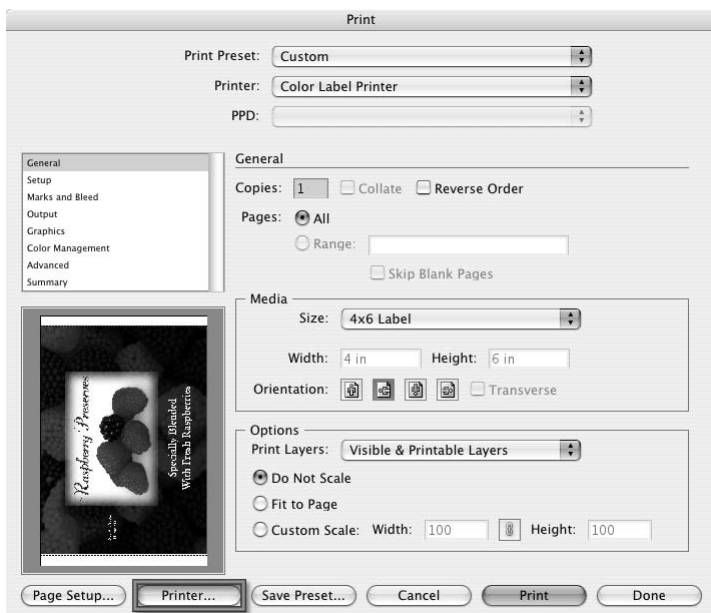 Print
Print Preset: Custom
Printer: Color Label Printer
PPD:
General
Setup
Marks and Bleed
Output
Graphics
Color Management
Advanced
Summary
General
Copies: 1 Collate Reverse Order
Pages: All
Range:
Skip Blank Pages
Media
Size: 4x6 Label
Width: 4 in Height: 6 in
Orientation: Transverse
Options
Print Layers: Visible & Printable Layers
Do Not Scale
Fit to Page
Custom Scale: Width: 100 Height: 100
Raspberry Preserves
Specially Blended
With Fresh Raspberries
Page Setup... Printer... Save Preset... Cancel Print Done